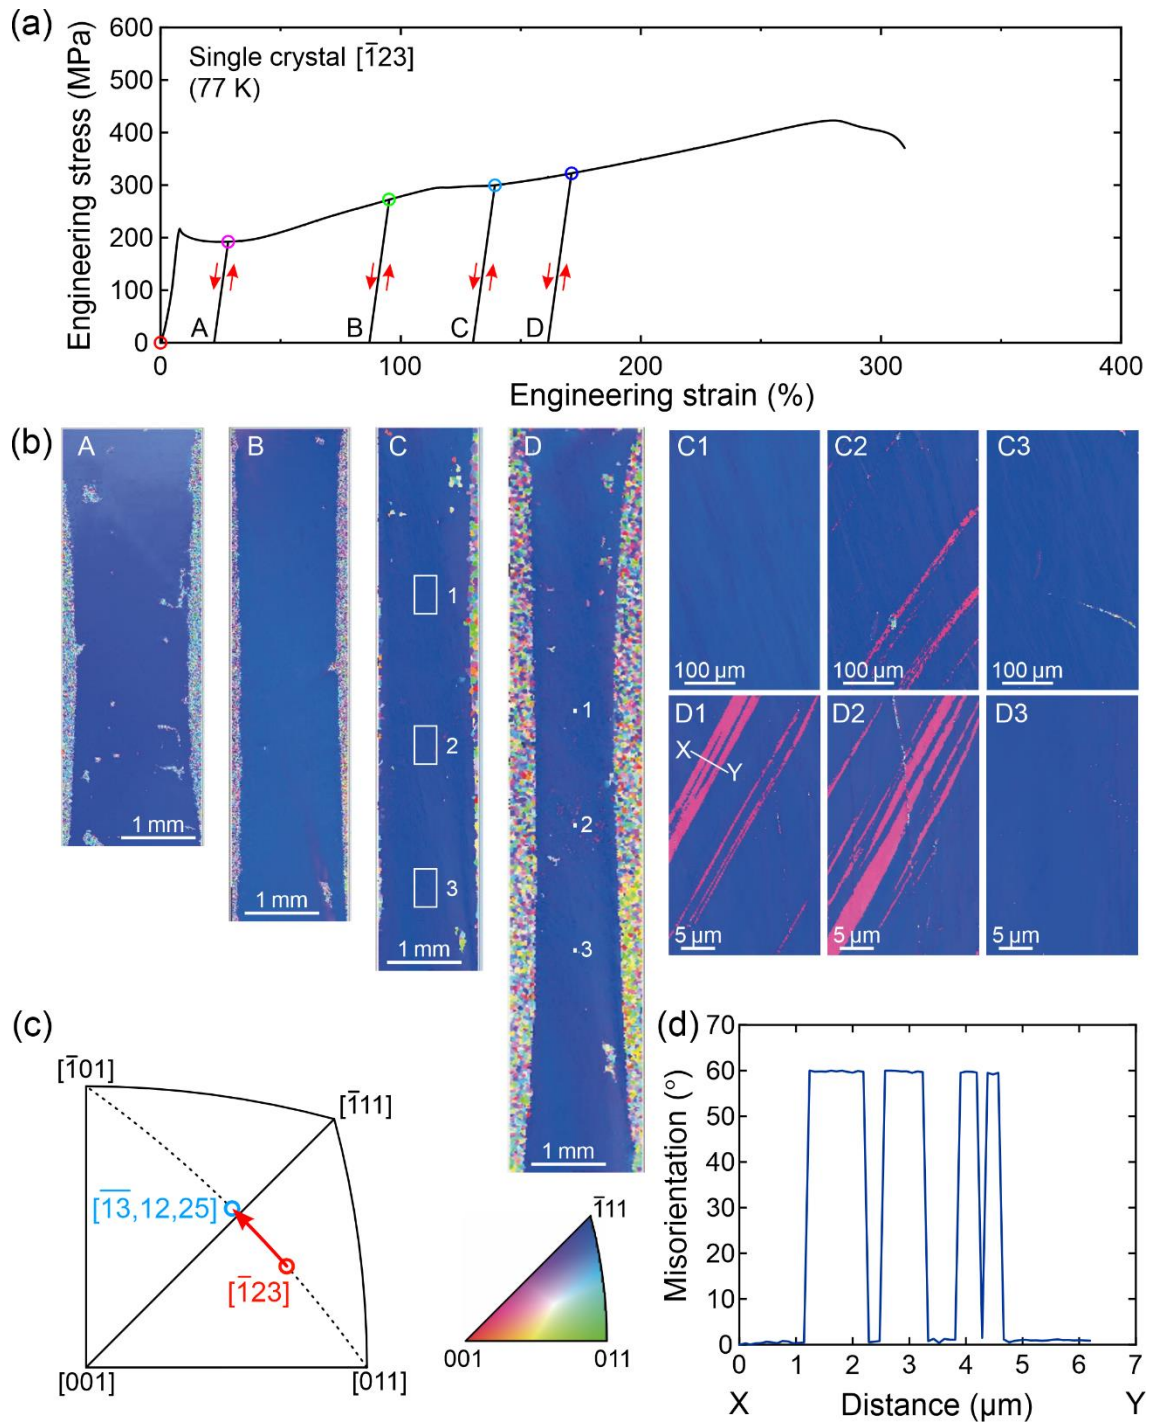 (a)
600
500
400
300
200
100
0
Engineering stress (MPa)
Single crystal [1̅23]
(77 K)
A
B
C
D
0
100
200
300
400
Engineering strain (%)
(b)
A
1 mm
B
1 mm
C
1
2
3
1 mm
D
1
2
3
1 mm
C1
100 µm
C2
100 µm
C3
100 µm
D1
X
Y
5 µm
D2
5 µm
D3
5 µm
(c)
[1̅01]
[1̅11]
[1̅3̅,12,25]
[1̅23]
[001]
[011]
1̅11
001
011
(d)
70
60
50
40
30
20
10
0
Misorientation (°)
0
1
2
3
4
5
6
7
X
Distance (µm)
Y